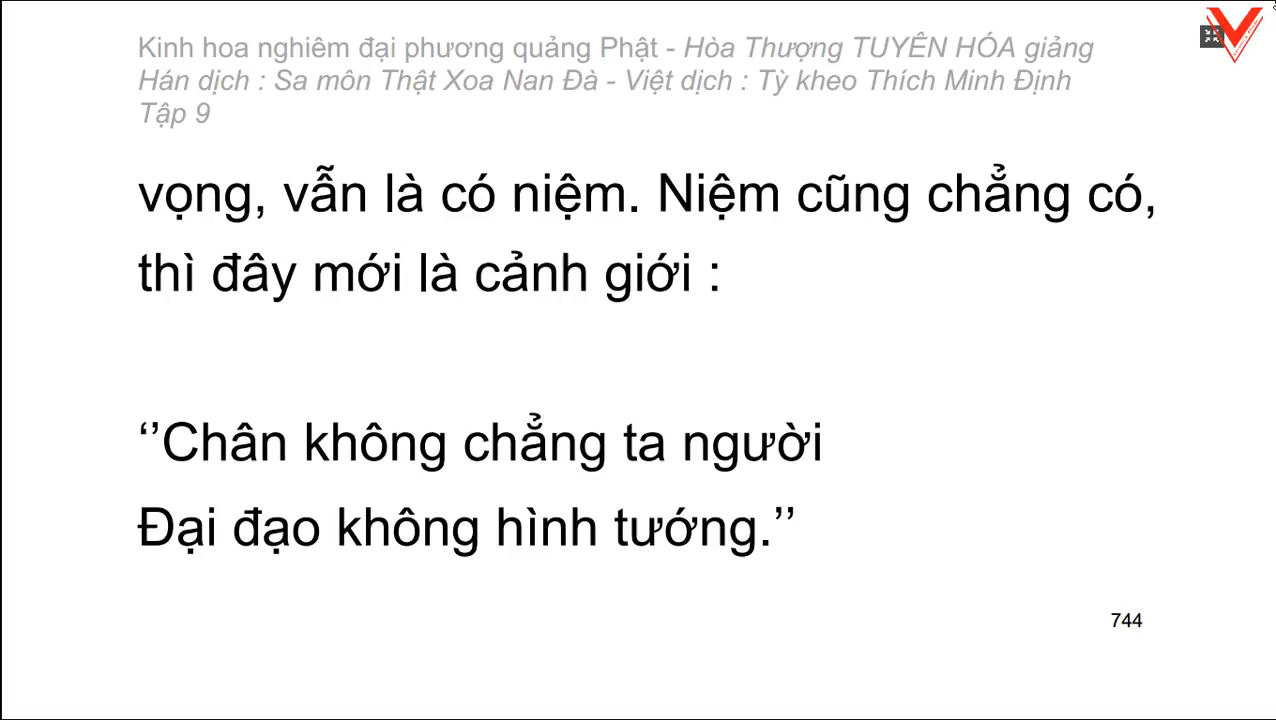 Kinh hoa nghiêm đại phương quảng Phật - Hòa Thượng TUYÊN HÓA giảng
Hán dịch : Sa môn Thật Xoa Nan Đà - Việt dịch : Tỳ kheo Thích Minh Định
Tập 9
vọng, vẫn là có niệm. Niệm cũng chẳng có,
thì đây mới là cảnh giới :
‘’Chân không chẳng ta người
Đại đạo không hình tướng.’’
744